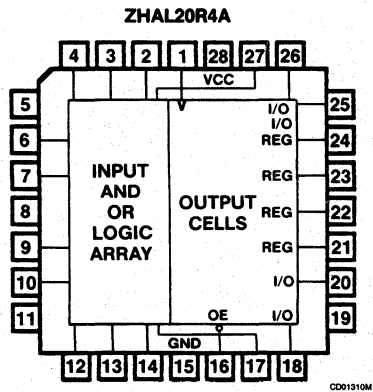 ZHAL20R4A
4 3 2 1 28 27 26
VCC
5 I/O 25
I/O
6 REG 24
7 INPUT AND OR LOGIC ARRAY REG 23
8 OUTPUT CELLS REG 22
9 REG 21
10 I/O 20
11 OE I/O 19
GND
12 13 14 15 16 17 18
CD01310M